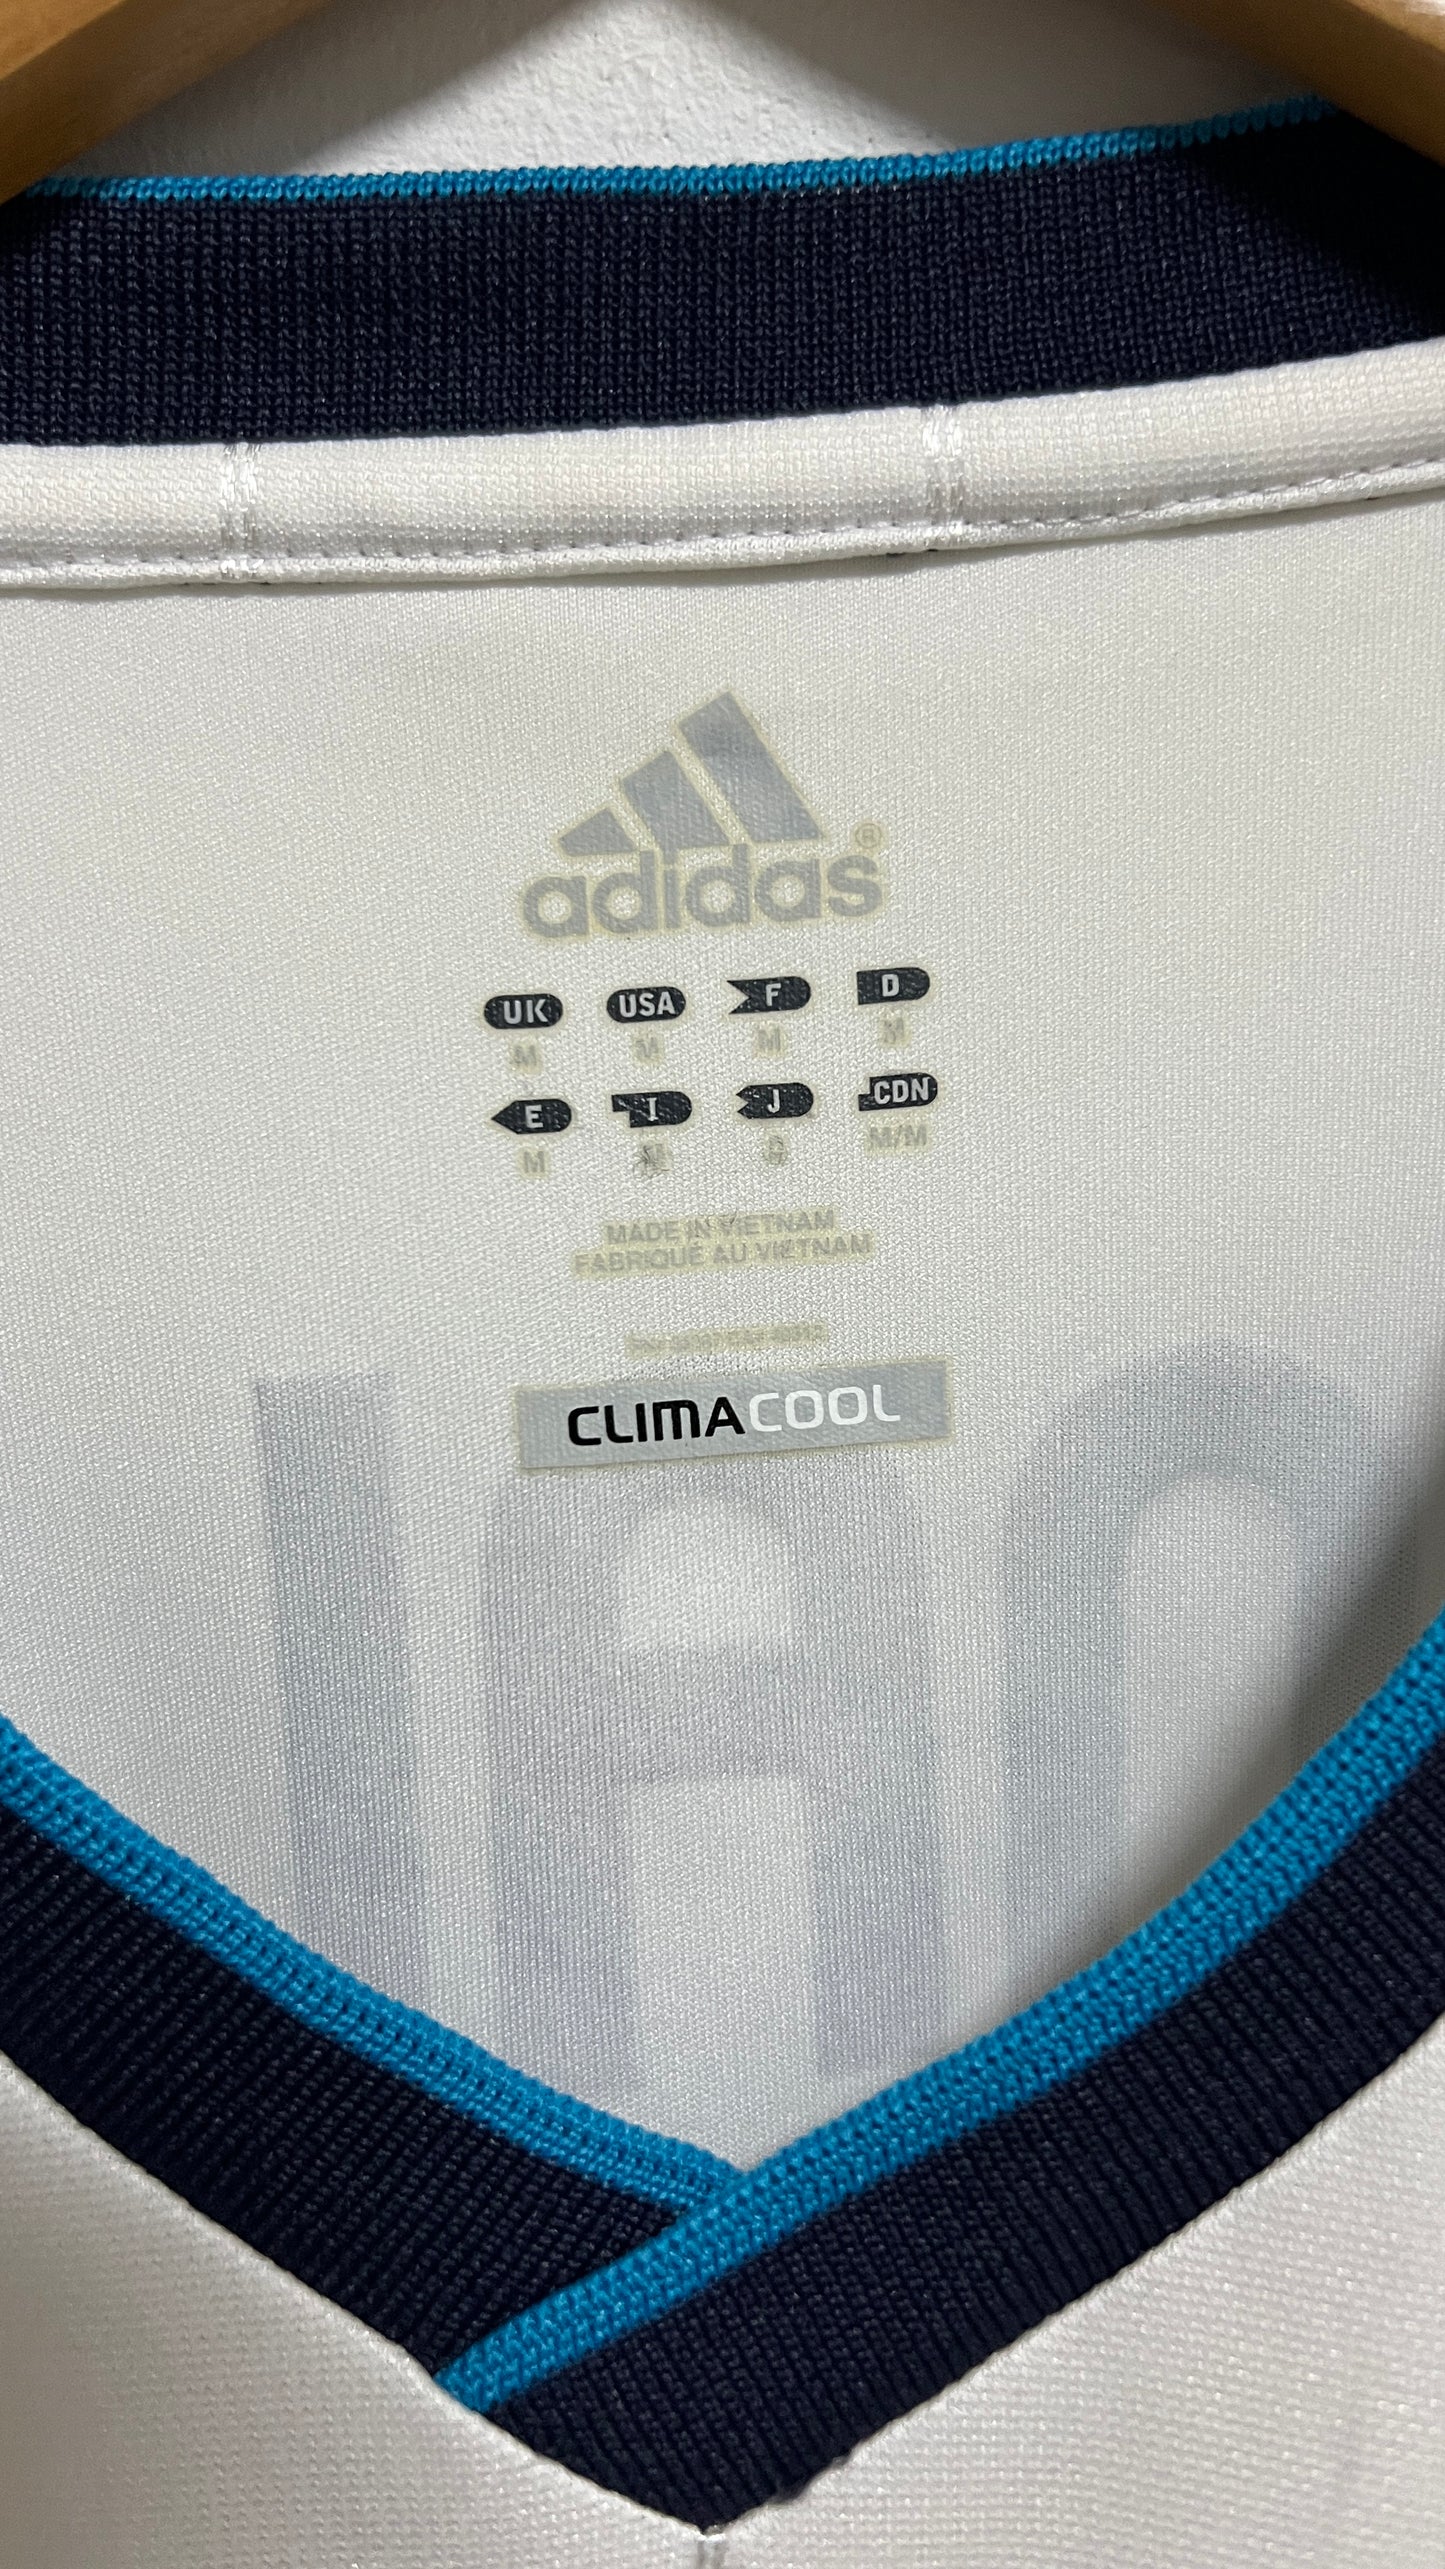 adidas®
UK USA F D
M M M M
E I J CDN
M M/M
MADE IN VIETNAM
FABRIQUÉ AU VIETNAM
CLIMACOOL